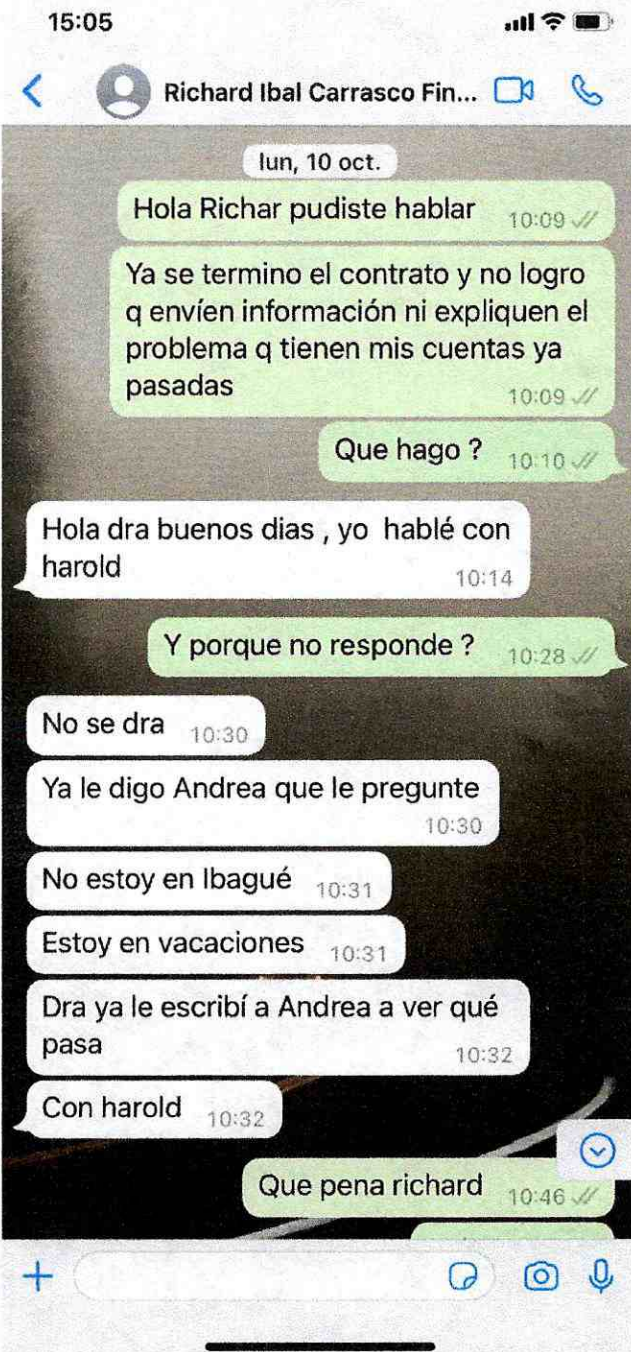 15:05
Richard Ibal Carrasco Fin...
lun, 10 oct.
Hola Richar pudiste hablar 10:09
Ya se termino el contrato y no logro
q envíen información ni expliquen el
problema q tienen mis cuentas ya
pasadas 10:09
Que hago ? 10:10
Hola dra buenos dias , yo hablé con
harold 10:14
Y porque no responde ? 10:28
No se dra 10:30
Ya le digo Andrea que le pregunte
10:30
No estoy en Ibagué 10:31
Estoy en vacaciones 10:31
Dra ya le escribí a Andrea a ver qué
pasa 10:32
Con harold 10:32
Que pena richard 10:46